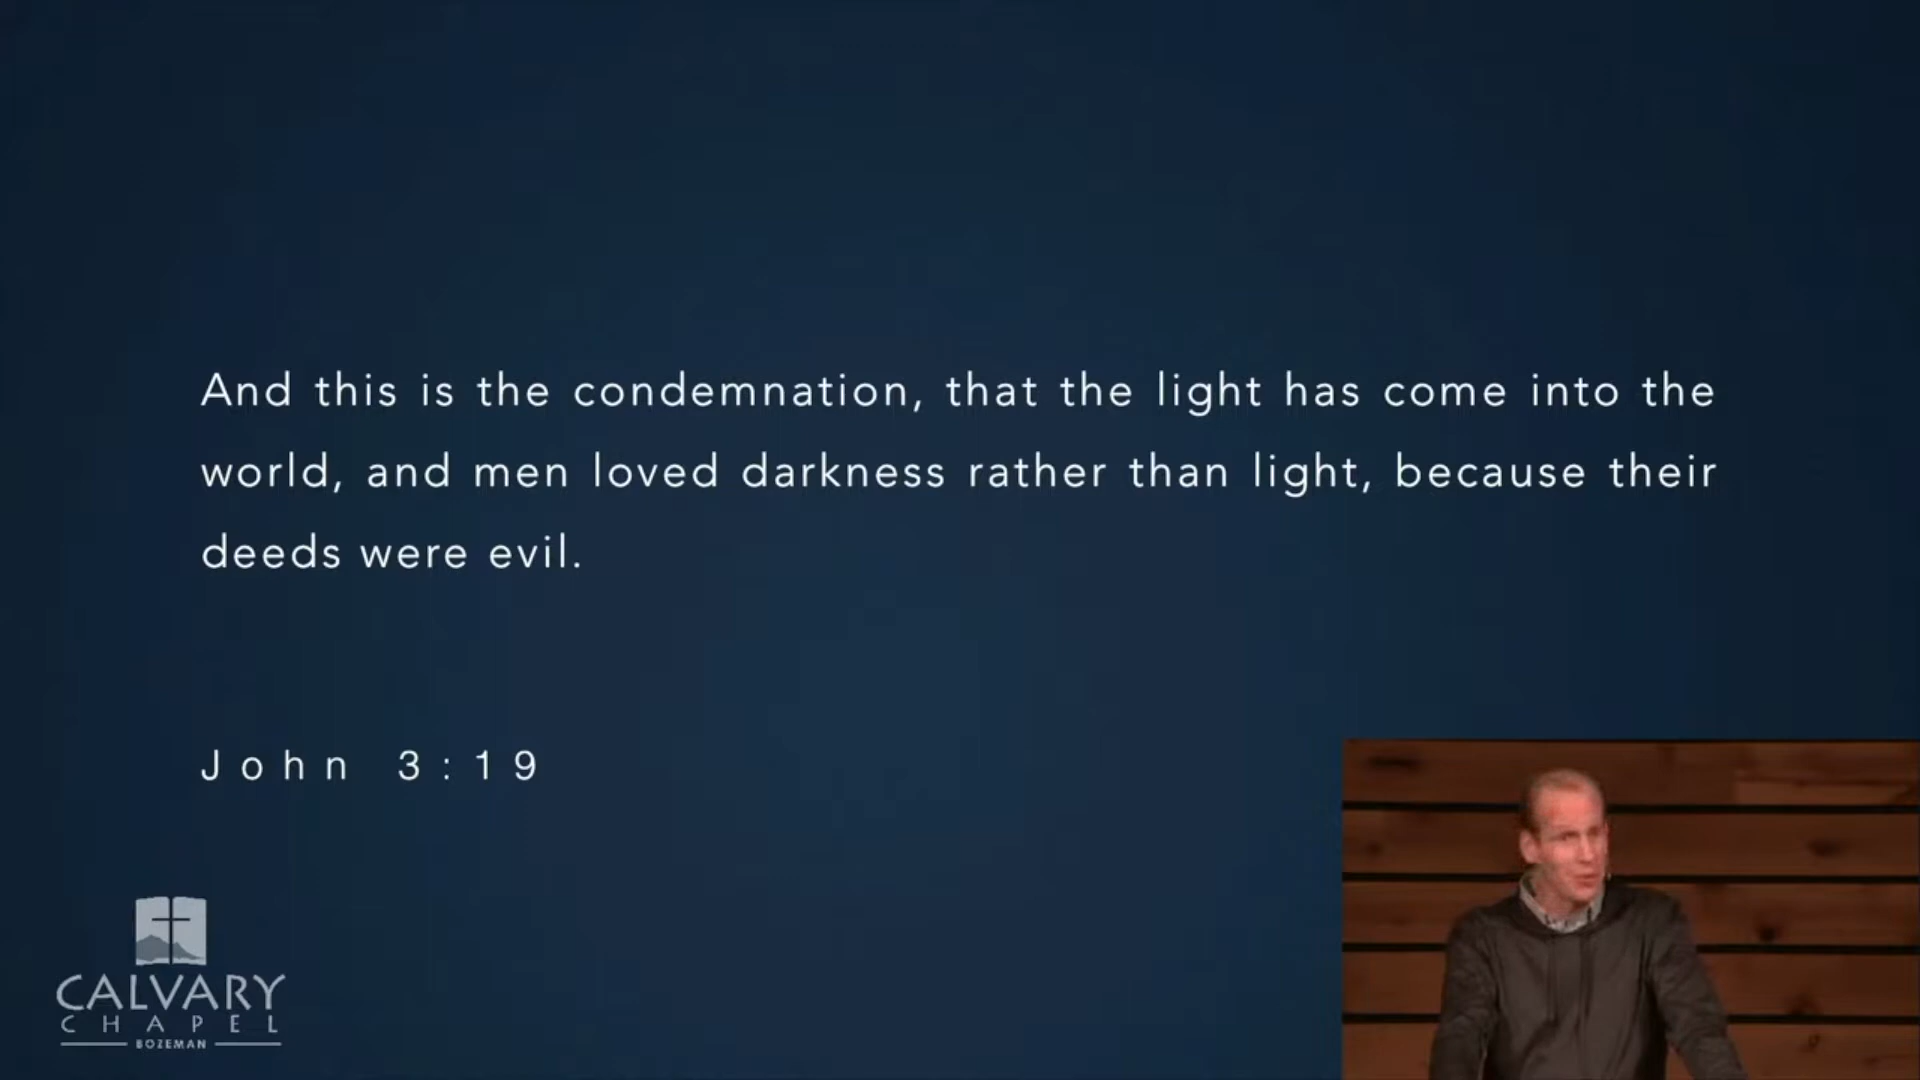 And this is the condemnation, that the light has come into the
world, and men loved darkness rather than light, because their
deeds were evil.
John 3:19
CALVARY
CHAPEL
BOZEMAN